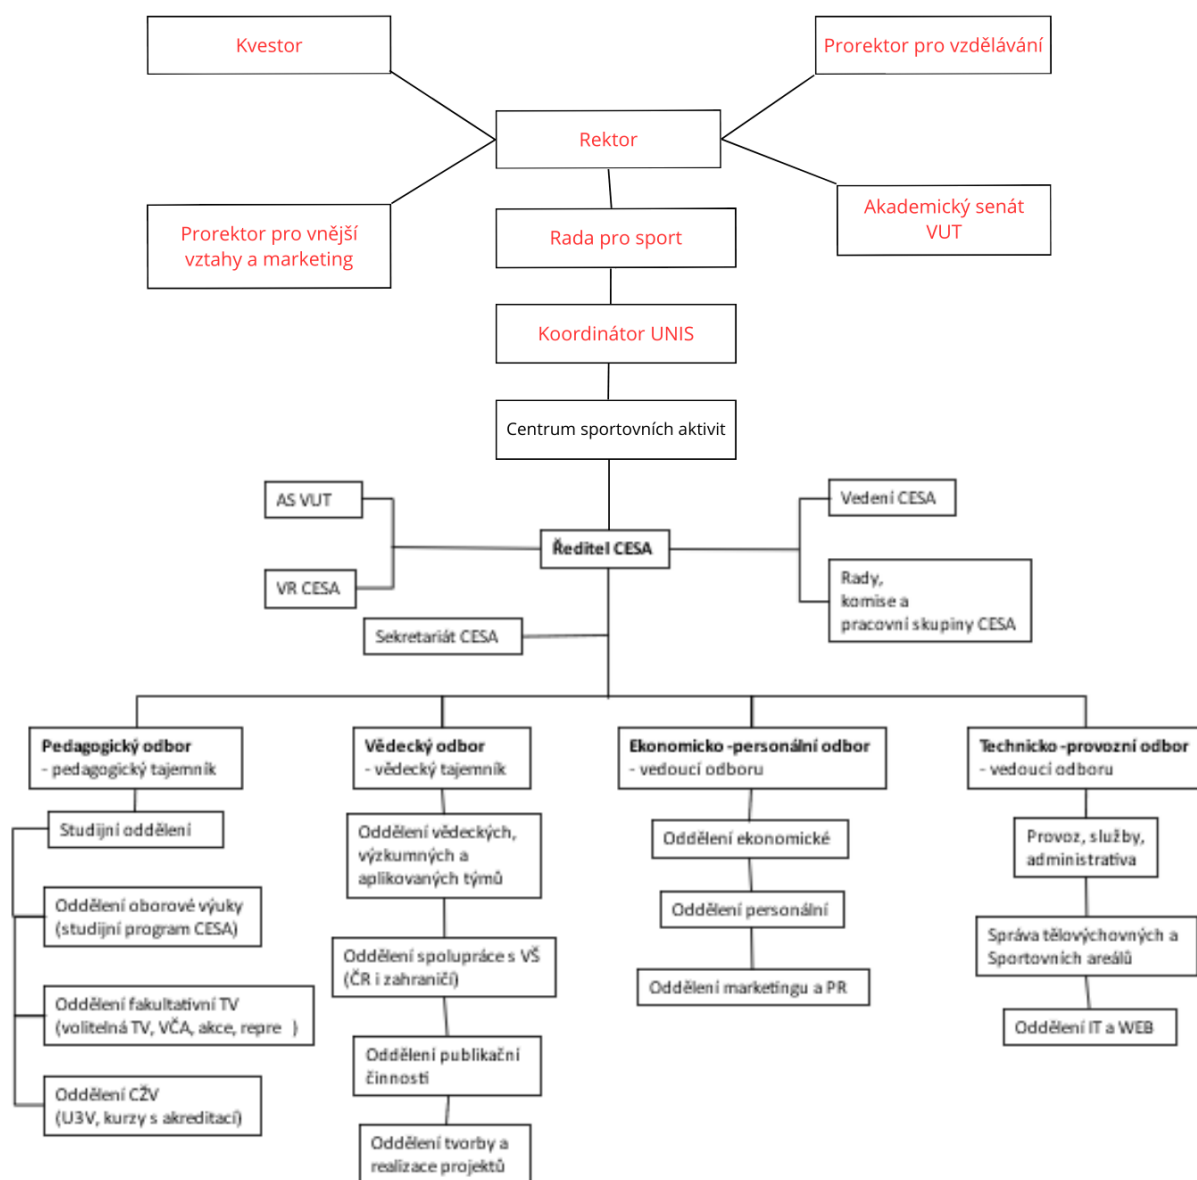 Kvestor
Prorektor pro vzdělávání
Rektor
Prorektor pro vnější
vztahy a marketing
Akademický senát
VUT
Rada pro sport
Koordinátor UNIS
Centrum sportovních aktivit
AS VUT
Vedení CESA
Ředitel CESA
VR CESA
Rady,
komise a
pracovní skupiny CESA
Sekretariát CESA
Pedagogický odbor
- pedagogický tajemník
Studijní oddělení
Oddělení oborové výuky
(studijní program CESA)
Oddělení fakultativní TV
(volitelná TV, VČA, akce, repre )
Oddělení CŽV
(U3V, kurzy s akreditací)
Vědecký odbor
- vědecký tajemník
Oddělení vědeckých,
výzkumných a
aplikovaných týmů
Oddělení spolupráce s VŠ
(ČR i zahraničí)
Oddělení publikační
činnosti
Oddělení tvorby a
realizace projektů
Ekonomicko -personální odbor
- vedoucí odboru
Oddělení ekonomické
Oddělení personální
Oddělení marketingu a PR
Technicko -provozní odbor
- vedoucí odboru
Provoz, služby,
administrativa
Správa tělovýchovných a
Sportovních areálů
Oddělení IT a WEB